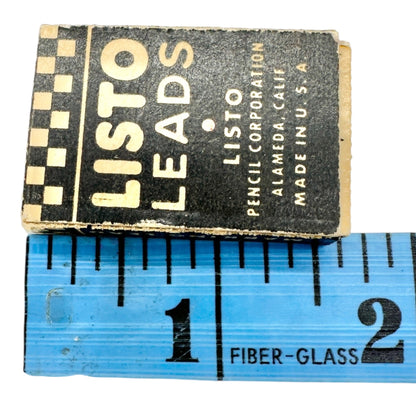 LISTO
LEADS
LISTO
PENCIL CORPORATION
ALAMEDA, CALIF.
MADE IN U.S.A
1 FIBER-GLASS 2